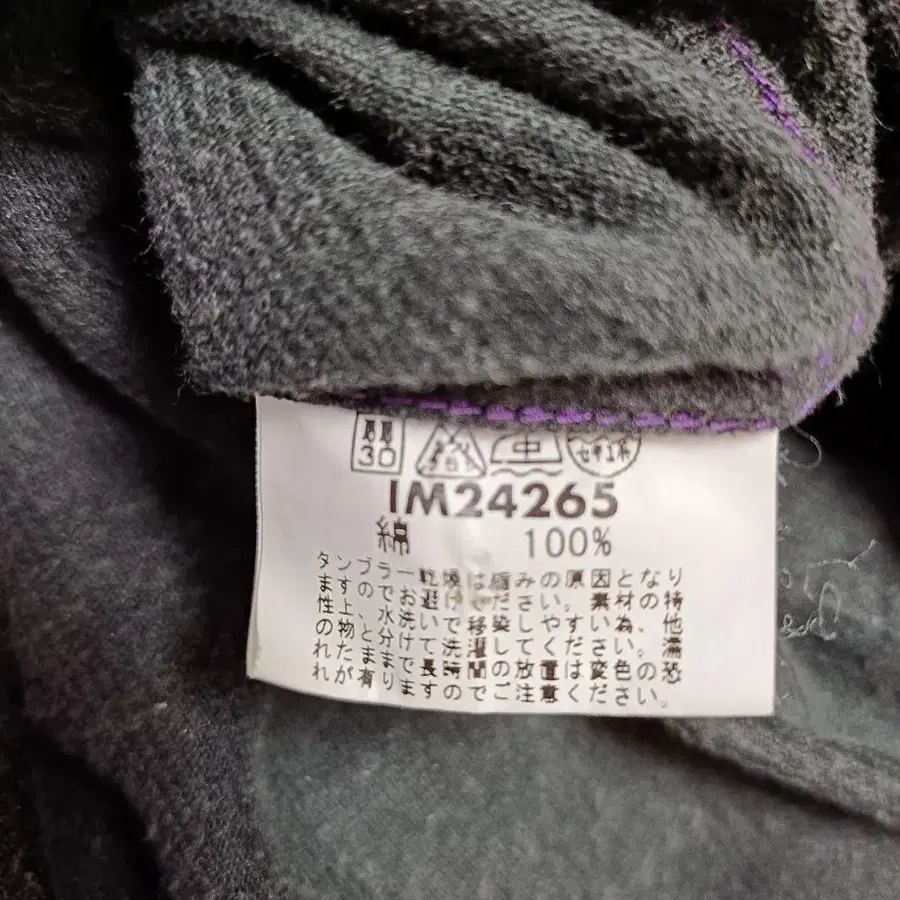 30
中
セキユ系
IM24265
綿 100%
タンブラー乾燥は縮みの原因となり
ますのでお避けください。素材の特
性上、水洗いで移染しやすい為、他
の物と分けて洗濯してください。濡
れたままで長時間の放置は変色の恐
れが有りますのでご注意ください。